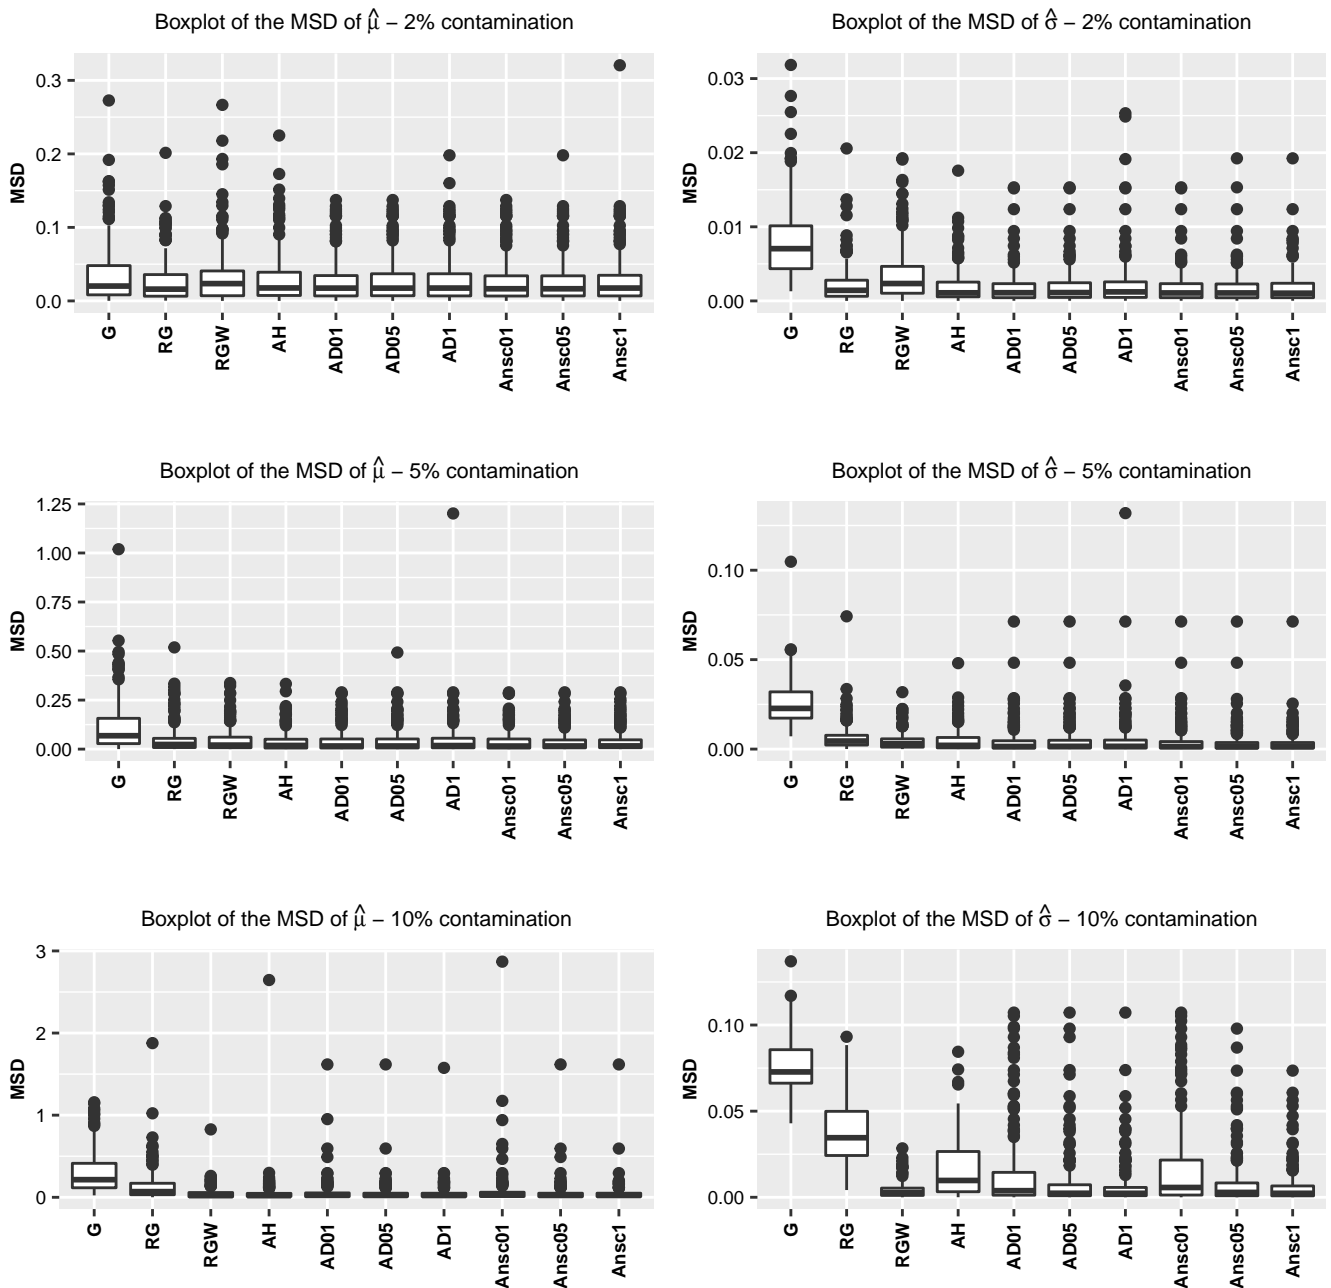 Boxplot of the MSD of μ̂ – 2% contamination
MSD
0.3
0.2
0.1
0.0
G RG RGW AH AD01 AD05 AD1 Ansc01 Ansc05 Ansc1
Boxplot of the MSD of σ̂ – 2% contamination
MSD
0.03
0.02
0.01
0.00
G RG RGW AH AD01 AD05 AD1 Ansc01 Ansc05 Ansc1
Boxplot of the MSD of μ̂ – 5% contamination
MSD
1.25
1.00
0.75
0.50
0.25
0.00
G RG RGW AH AD01 AD05 AD1 Ansc01 Ansc05 Ansc1
Boxplot of the MSD of σ̂ – 5% contamination
MSD
0.10
0.05
0.00
G RG RGW AH AD01 AD05 AD1 Ansc01 Ansc05 Ansc1
Boxplot of the MSD of μ̂ – 10% contamination
MSD
3
2
1
0
G RG RGW AH AD01 AD05 AD1 Ansc01 Ansc05 Ansc1
Boxplot of the MSD of σ̂ – 10% contamination
MSD
0.10
0.05
0.00
G RG RGW AH AD01 AD05 AD1 Ansc01 Ansc05 Ansc1